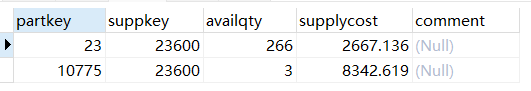 partkey suppkey availqty supplycost comment
23 23600 266 2667.136 (Null)
10775 23600 3 8342.619 (Null)